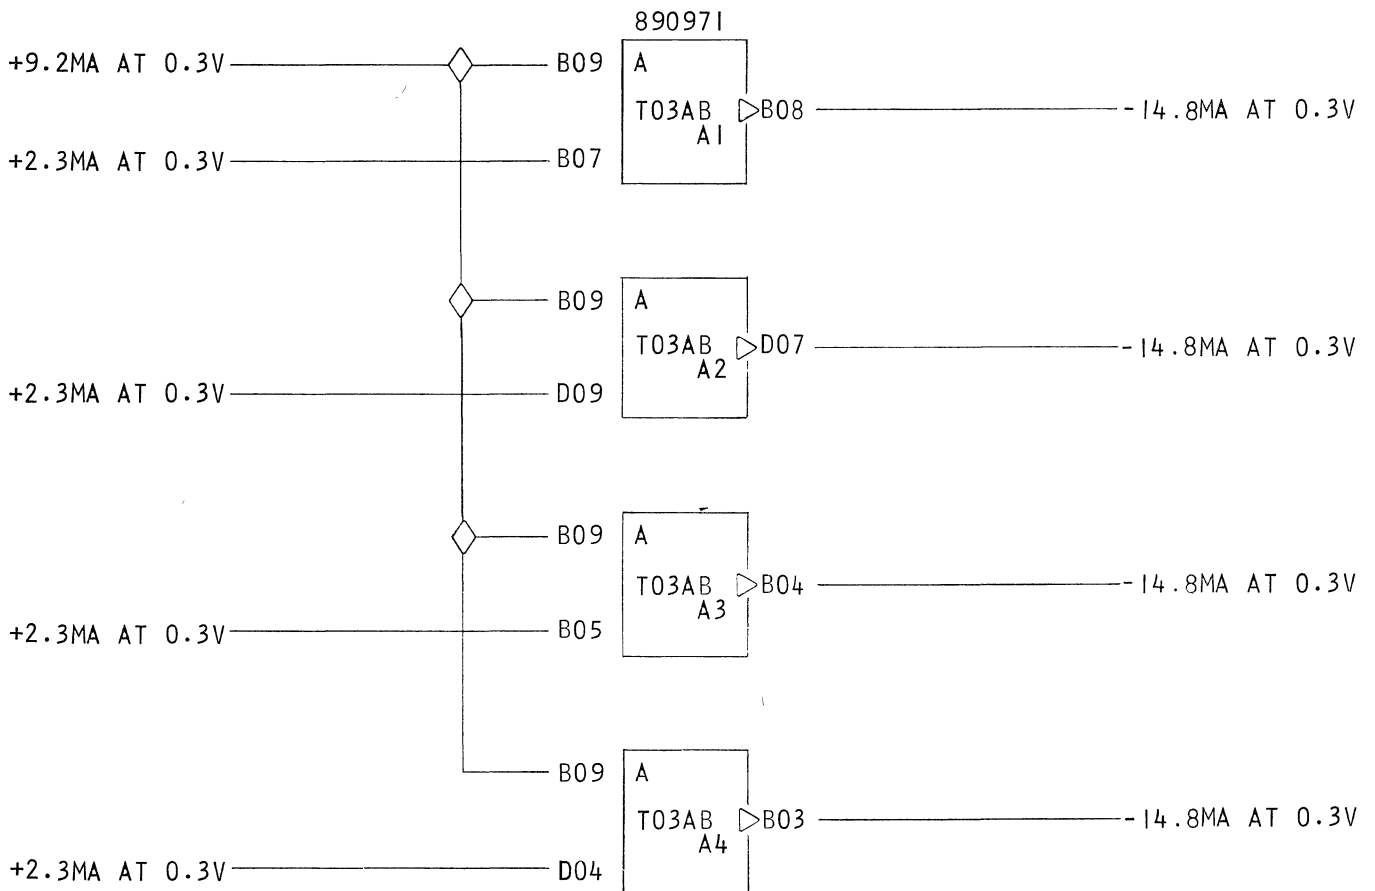 890971
+9.2MA AT 0.3V B09 A
T03AB B08 -14.8MA AT 0.3V
A1
+2.3MA AT 0.3V B07
B09 A
T03AB D07 -14.8MA AT 0.3V
A2
+2.3MA AT 0.3V D09
B09 A
T03AB B04 -14.8MA AT 0.3V
A3
+2.3MA AT 0.3V B05
B09 A
T03AB B03 -14.8MA AT 0.3V
A4
+2.3MA AT 0.3V D04